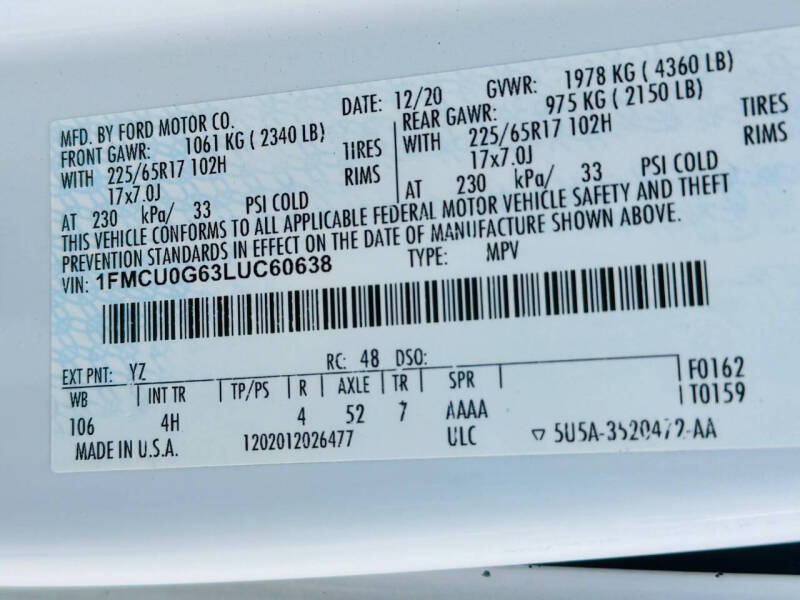 MFD. BY FORD MOTOR CO. DATE: 12/20 GVWR: 1978 KG ( 4360 LB)
FRONT GAWR: 1061 KG ( 2340 LB) REAR GAWR: 975 KG ( 2150 LB)
WITH 225/65R17 102H TIRES WITH 225/65R17 102H TIRES
17x7.0J RIMS 17x7.0J RIMS
AT 230 kPa/ 33 PSI COLD AT 230 kPa/ 33 PSI COLD
THIS VEHICLE CONFORMS TO ALL APPLICABLE FEDERAL MOTOR VEHICLE SAFETY AND THEFT
PREVENTION STANDARDS IN EFFECT ON THE DATE OF MANUFACTURE SHOWN ABOVE.
VIN: 1FMCU0G63LUC60638 TYPE: MPV
EXT PNT: YZ RC: 48 DSO: F0162
WB INT TR TP/PS R AXLE TR SPR T0159
106 4H 4 52 7 AAAA
MADE IN U.S.A. 1202012026477 ULC 5U5A-3520472-AA